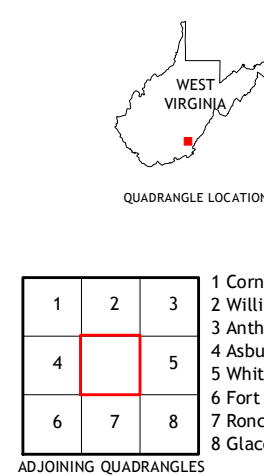 WEST
VIRGINIA
QUADRANGLE LOCATION
1 2 3
4 5
6 7 8
ADJOINING QUADRANGLES
1 Corn
2 Willi
3 Anth
4 Asbu
5 Whit
6 Fort
7 Ronc
8 Glac